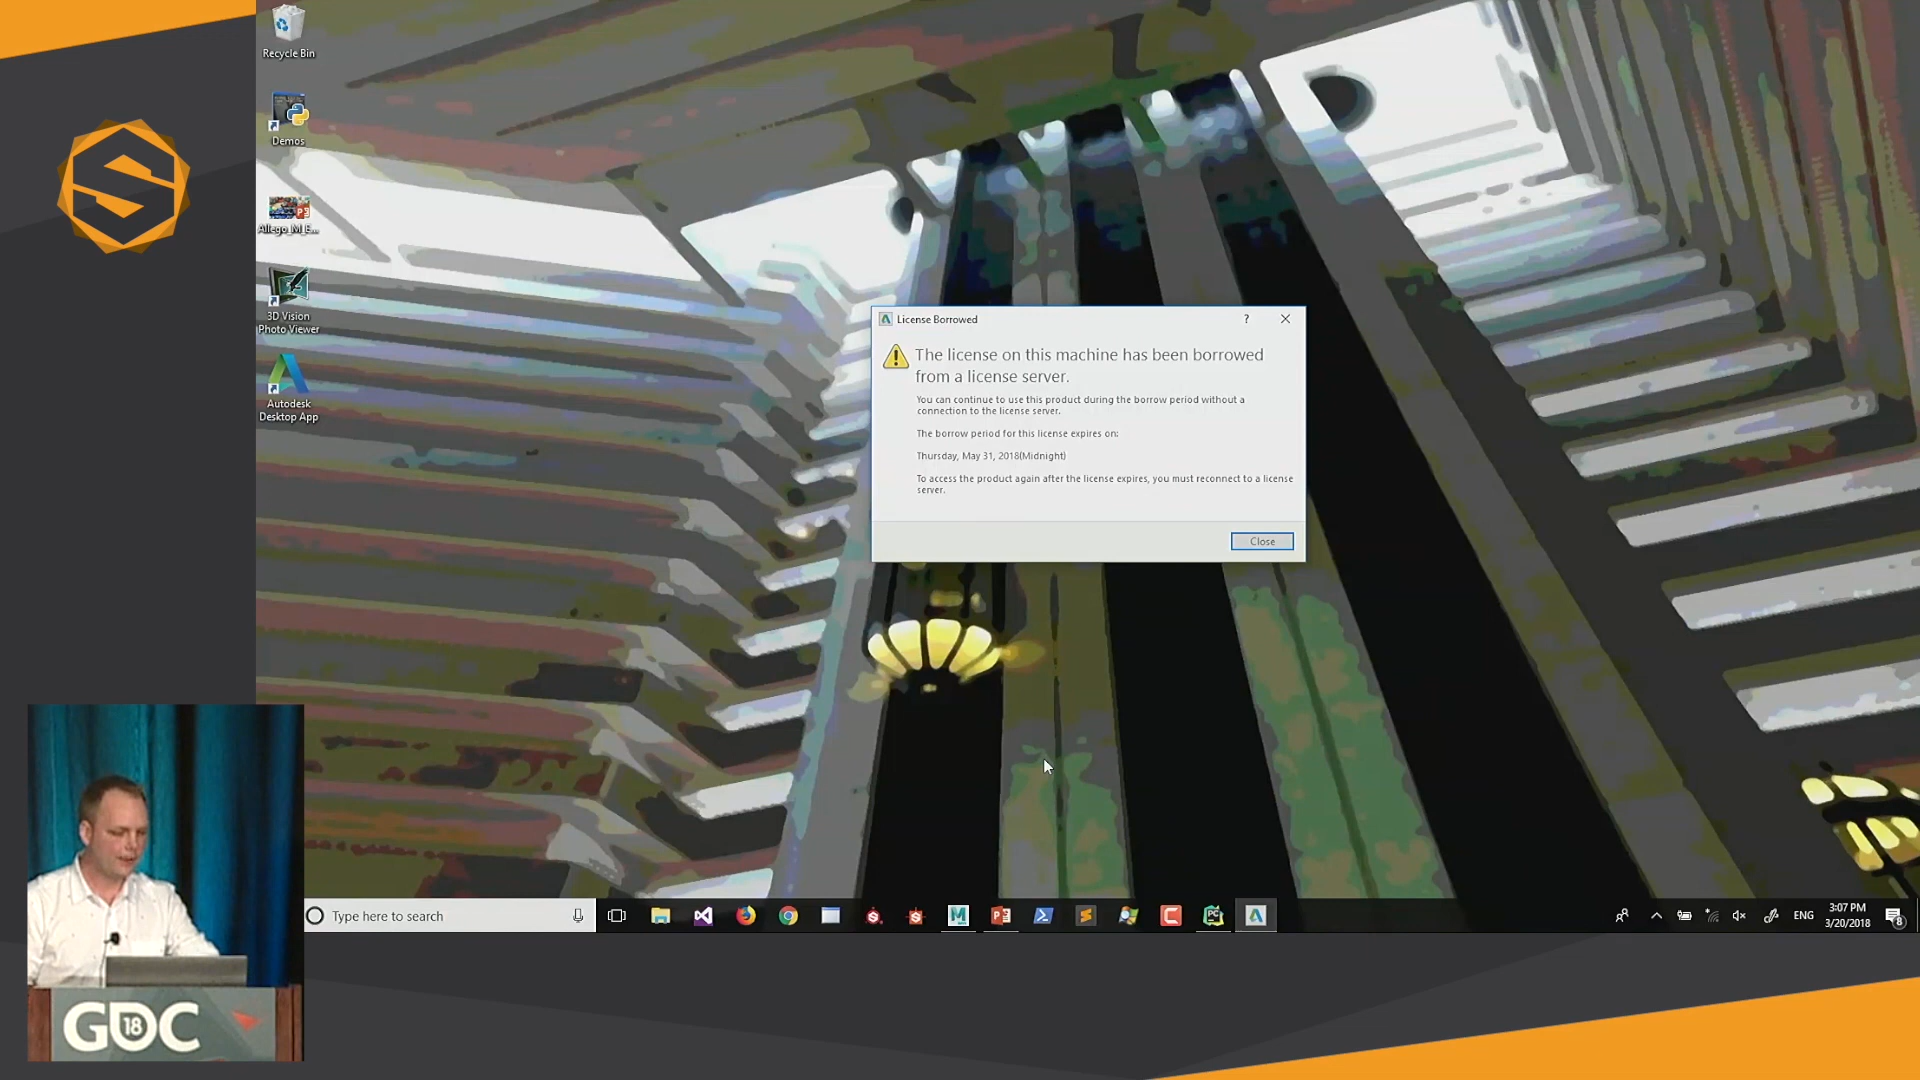 Recycle Bin
Demos
Allego_M_E...
3D Vision
Photo Viewer
Autodesk
Desktop App
License Borrowed
?
The license on this machine has been borrowed
from a license server.
You can continue to use this product during the borrow period without a
connection to the license server.
The borrow period for this license expires on:
Thursday, May 31, 2018(Midnight)
To access the product again after the license expires, you must reconnect to a license
server.
Close
Type here to search
ENG
3:07 PM
3/20/2018
8
GDC
18